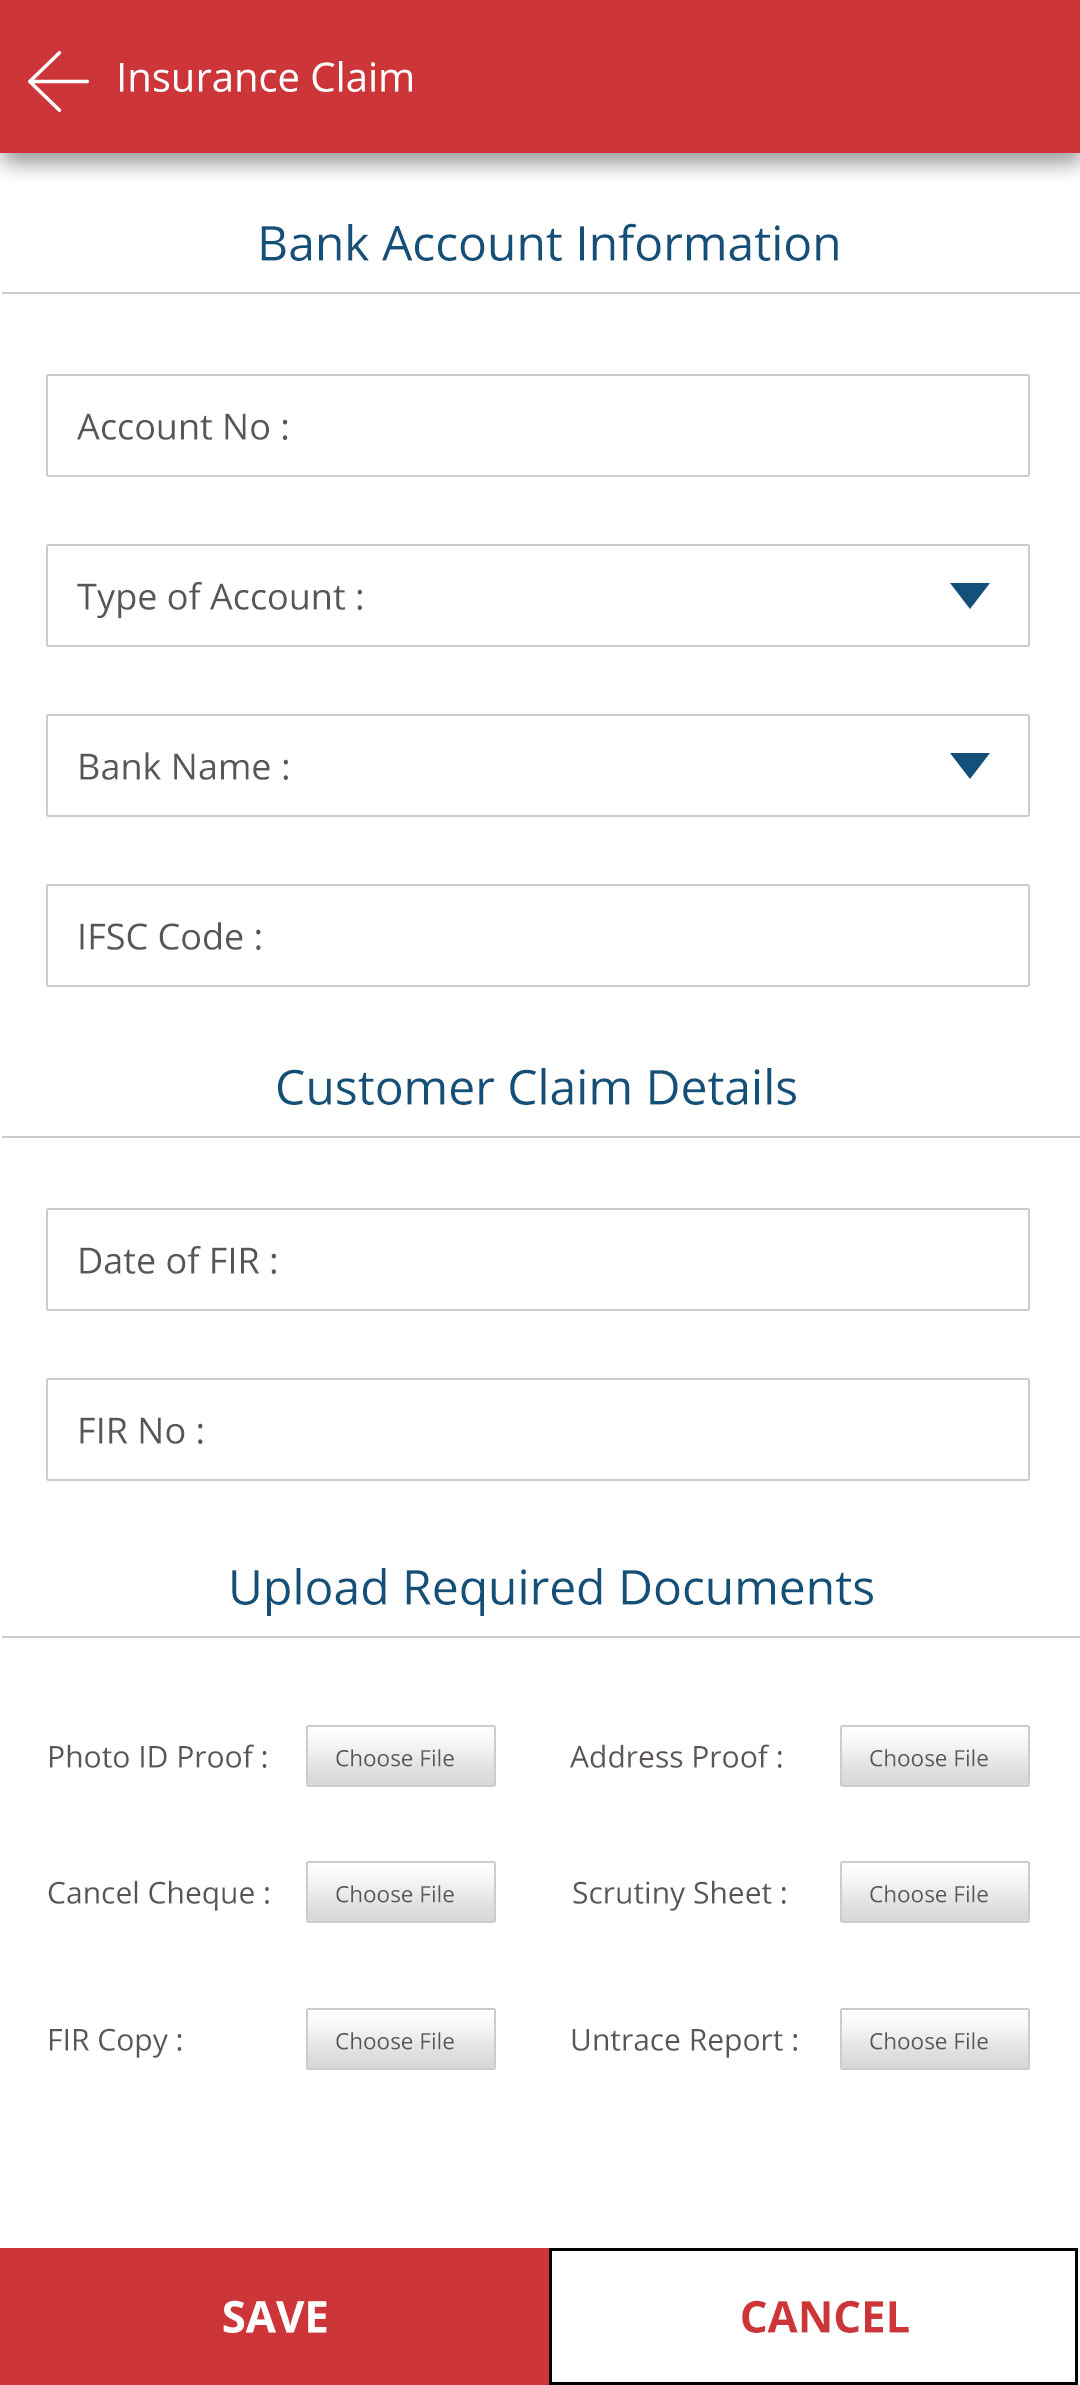 Insurance Claim
Bank Account Information
Account No :
Type of Account :
Bank Name :
IFSC Code :
Customer Claim Details
Date of FIR :
FIR No :
Upload Required Documents
Photo ID Proof : Choose File Address Proof : Choose File
Cancel Cheque : Choose File Scrutiny Sheet : Choose File
FIR Copy : Choose File Untrace Report : Choose File
SAVE CANCEL